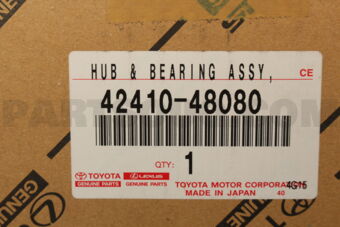 HUB & BEARING ASSY,
CE
42410-48080
QTY: 1
TOYOTA LEXUS
GENUINE PARTS GENUINE PARTS
TOYOTA MOTOR CORPORATION
MADE IN JAPAN 40
4G15
GENUINE